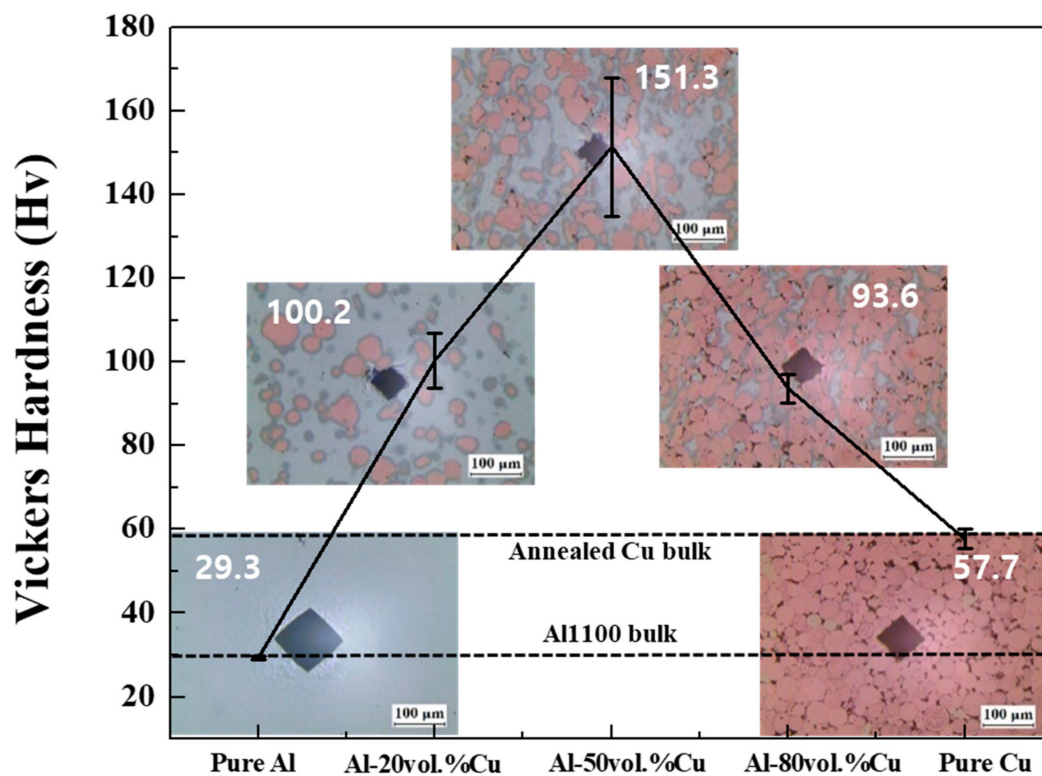 Vickers Hardness (Hv)
180
160
140
120
100
80
60
40
20
151.3
100 µm
100.2
100 µm
93.6
100 µm
Annealed Cu bulk
29.3
57.7
Al1100 bulk
100 µm
100 µm
Pure Al
Al-20vol.%Cu
Al-50vol.%Cu
Al-80vol.%Cu
Pure Cu